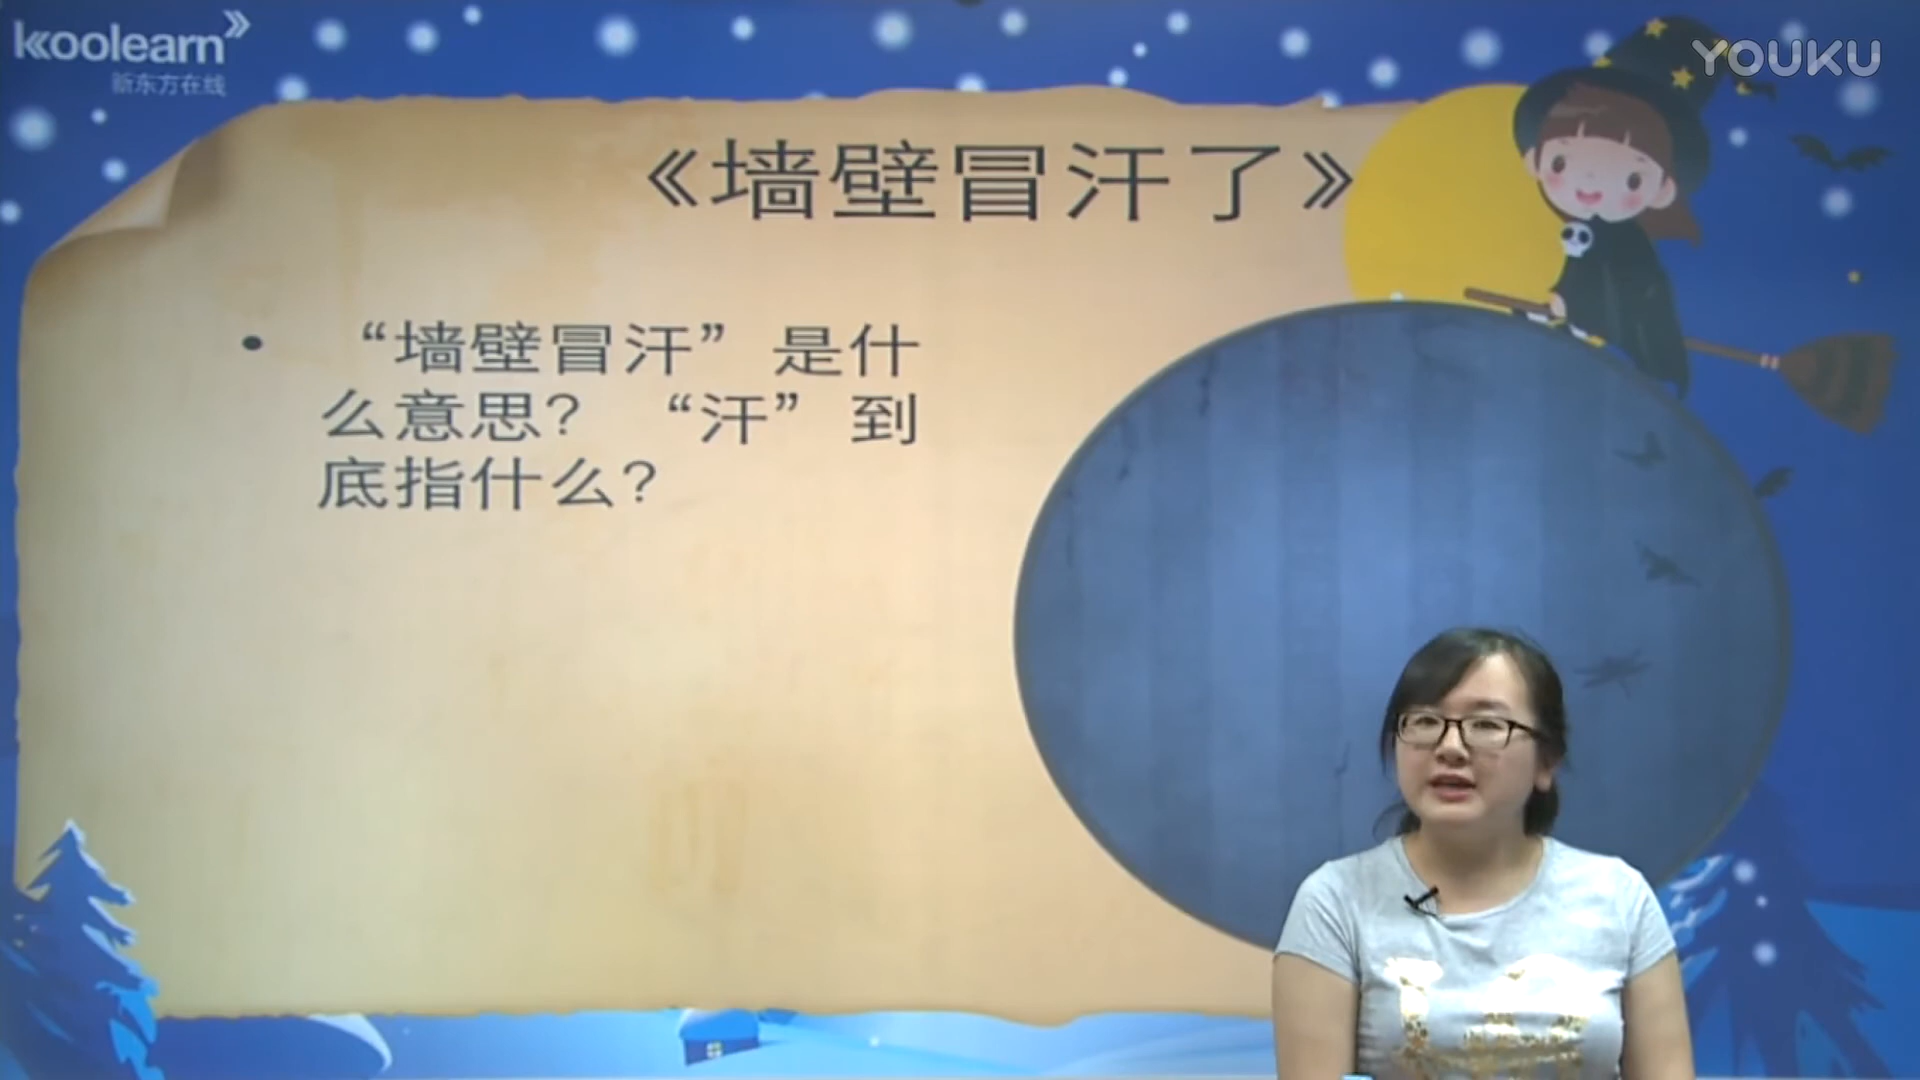 koolearn
新东方在线
YOUKU
《墙壁冒汗了》
• “墙壁冒汗”是什
么意思？ “汗”到
底指什么？